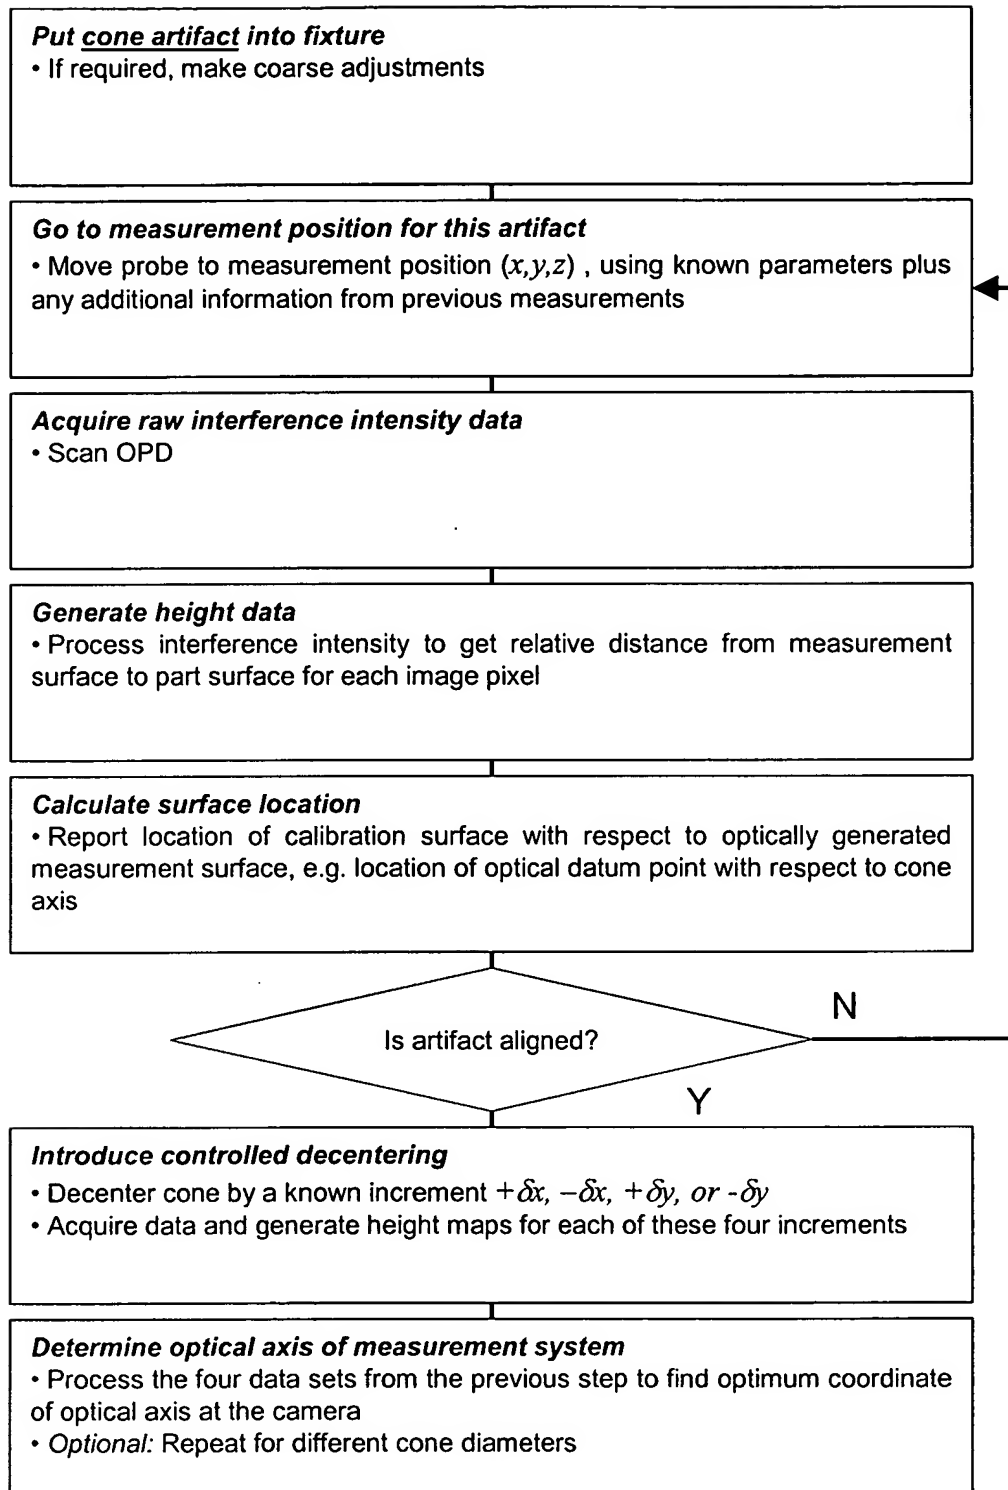 Put cone artifact into fixture
• If required, make coarse adjustments
Go to measurement position for this artifact
• Move probe to measurement position (x,y,z) , using known parameters plus
any additional information from previous measurements
Acquire raw interference intensity data
• Scan OPD
Generate height data
• Process interference intensity to get relative distance from measurement
surface to part surface for each image pixel
Calculate surface location
• Report location of calibration surface with respect to optically generated
measurement surface, e.g. location of optical datum point with respect to cone
axis
Is artifact aligned?
N
Y
Introduce controlled decentering
• Decenter cone by a known increment +δx, −δx, +δy, or -δy
• Acquire data and generate height maps for each of these four increments
Determine optical axis of measurement system
• Process the four data sets from the previous step to find optimum coordinate
of optical axis at the camera
• Optional: Repeat for different cone diameters